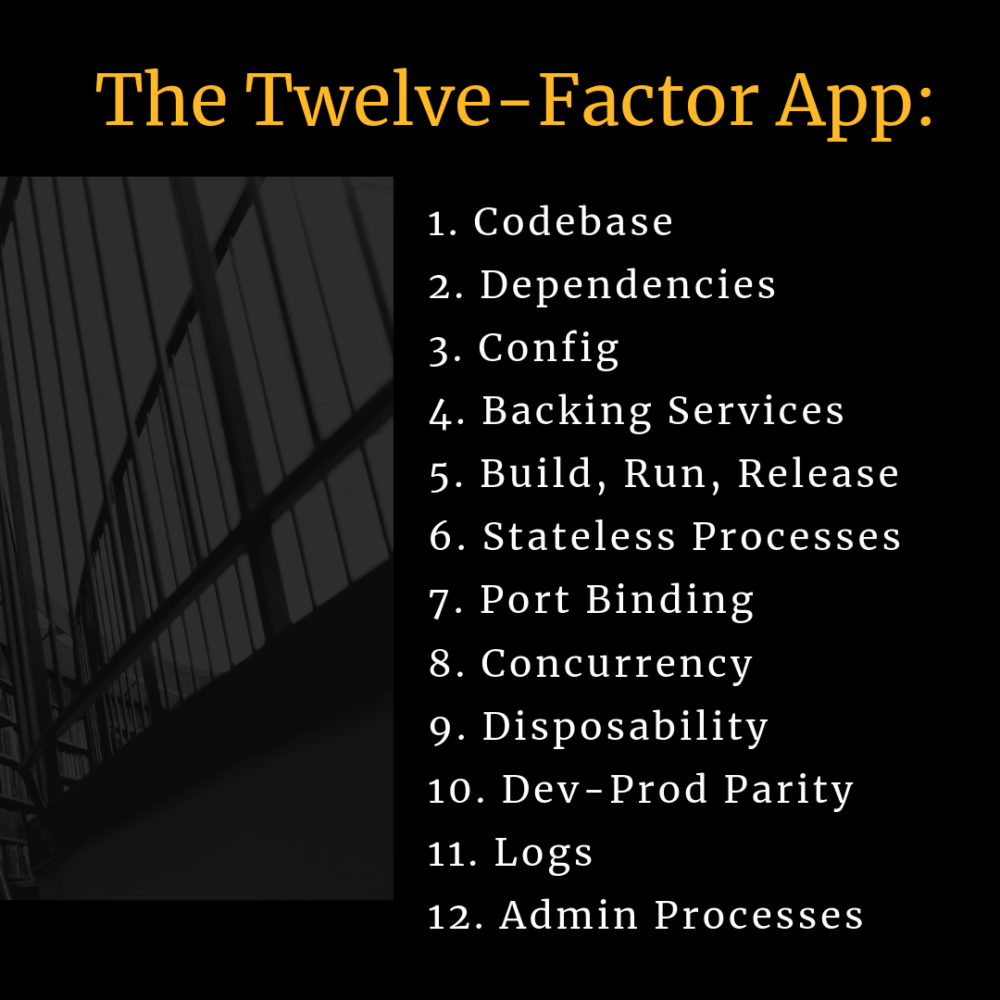 The Twelve-Factor App:
1. Codebase
2. Dependencies
3. Config
4. Backing Services
5. Build, Run, Release
6. Stateless Processes
7. Port Binding
8. Concurrency
9. Disposability
10. Dev-Prod Parity
11. Logs
12. Admin Processes